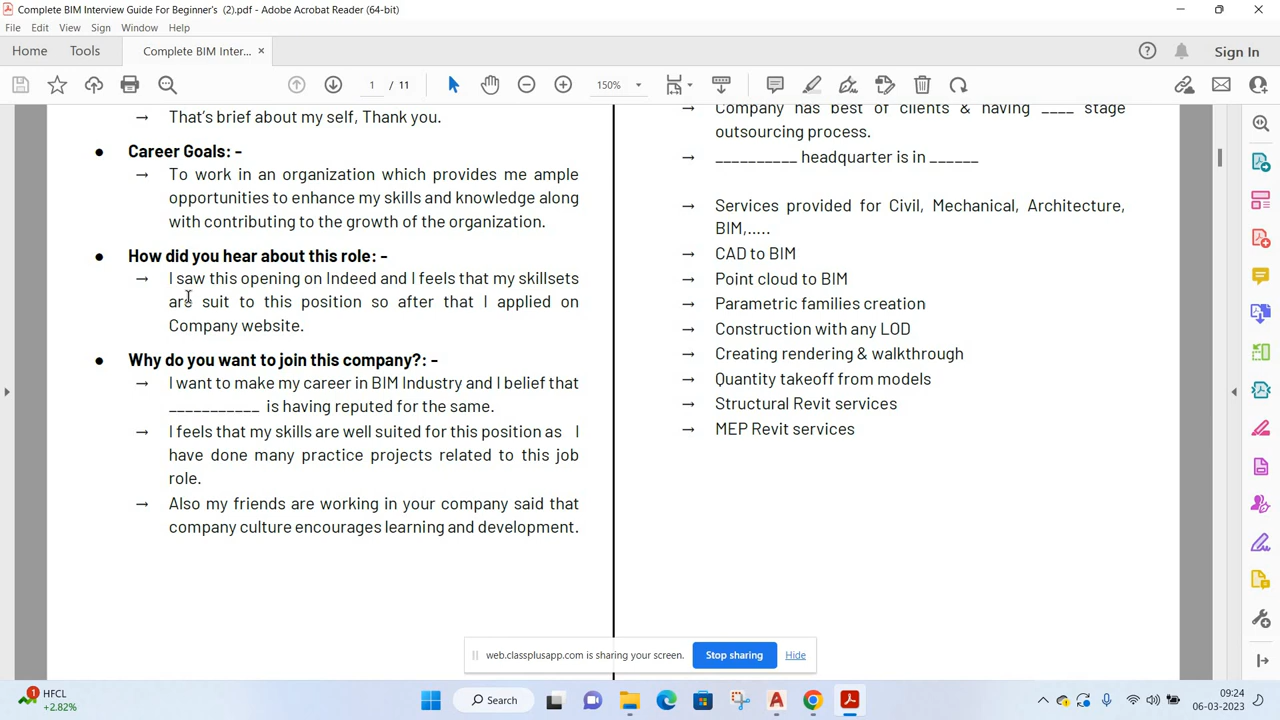 Complete BIM Interview Guide For Beginner's (2).pdf - Adobe Acrobat Reader (64-bit)
File Edit View Sign Window Help
Home Tools Complete BIM Inter... × Sign In
1 / 11 150%
→ That's brief about my self, Thank you.
● Career Goals: -
→ To work in an organization which provides me ample
opportunities to enhance my skills and knowledge along
with contributing to the growth of the organization.
● How did you hear about this role: -
→ I saw this opening on Indeed and I feels that my skillsets
are suit to this position so after that I applied on
Company website.
● Why do you want to join this company?: -
→ I want to make my career in BIM Industry and I belief that
___________ is having reputed for the same.
→ I feels that my skills are well suited for this position as I
have done many practice projects related to this job
role.
→ Also my friends are working in your company said that
company culture encourages learning and development.
Company has best of clients & having ____ stage
outsourcing process.
→ __________ headquarter is in ______
→ Services provided for Civil, Mechanical, Architecture,
BIM,.....
→ CAD to BIM
→ Point cloud to BIM
→ Parametric families creation
→ Construction with any LOD
→ Creating rendering & walkthrough
→ Quantity takeoff from models
→ Structural Revit services
→ MEP Revit services
web.classplusapp.com is sharing your screen. Stop sharing Hide
1 HFCL
+2.82%
Search
09:24
06-03-2023